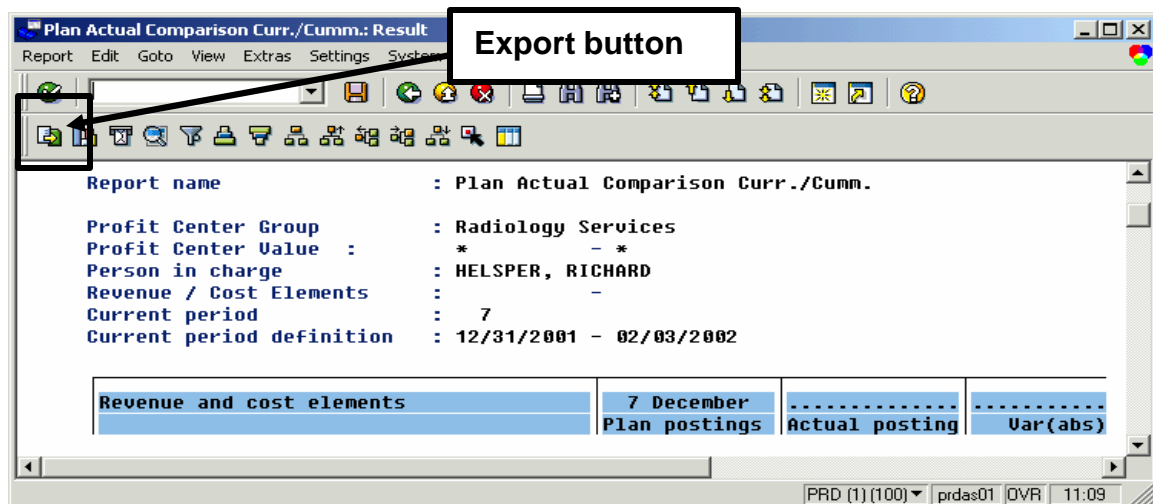 Plan Actual Comparison Curr./Cumm.: Result
Export button
Report Edit Goto View Extras Settings
Report name : Plan Actual Comparison Curr./Cumm.
Profit Center Group : Radiology Services
Profit Center Value : * - *
Person in charge : HELSPER, RICHARD
Revenue / Cost Elements : -
Current period : 7
Current period definition : 12/31/2001 - 02/03/2002
Revenue and cost elements 7 December .............. ...........
Plan postings Actual posting Var(abs)
PRD (1) (100) prdas01 OVR 11:09